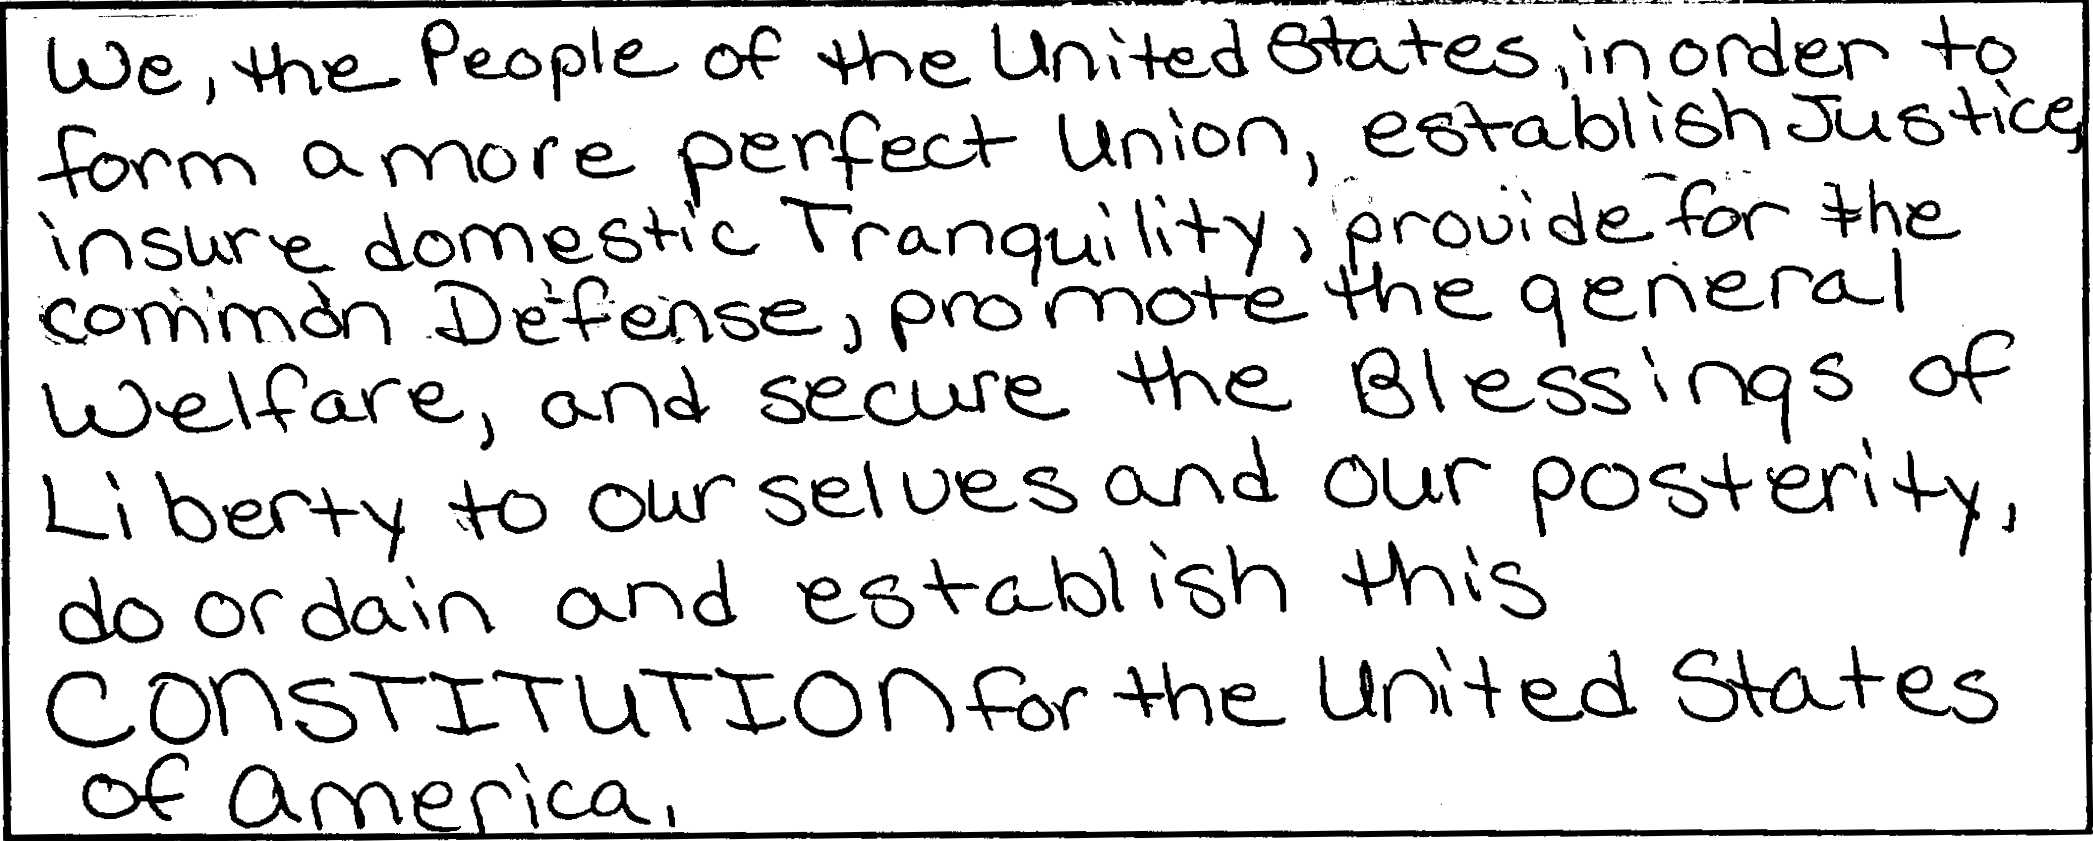 We, the People of the United States, in order to
form a more perfect Union, establish Justice,
insure domestic Tranquility, provide for the
common Defense, promote the general
Welfare, and secure the Blessings of
Liberty to ourselves and our posterity,
do ordain and establish this
CONSTITUTION for the United States
of America.